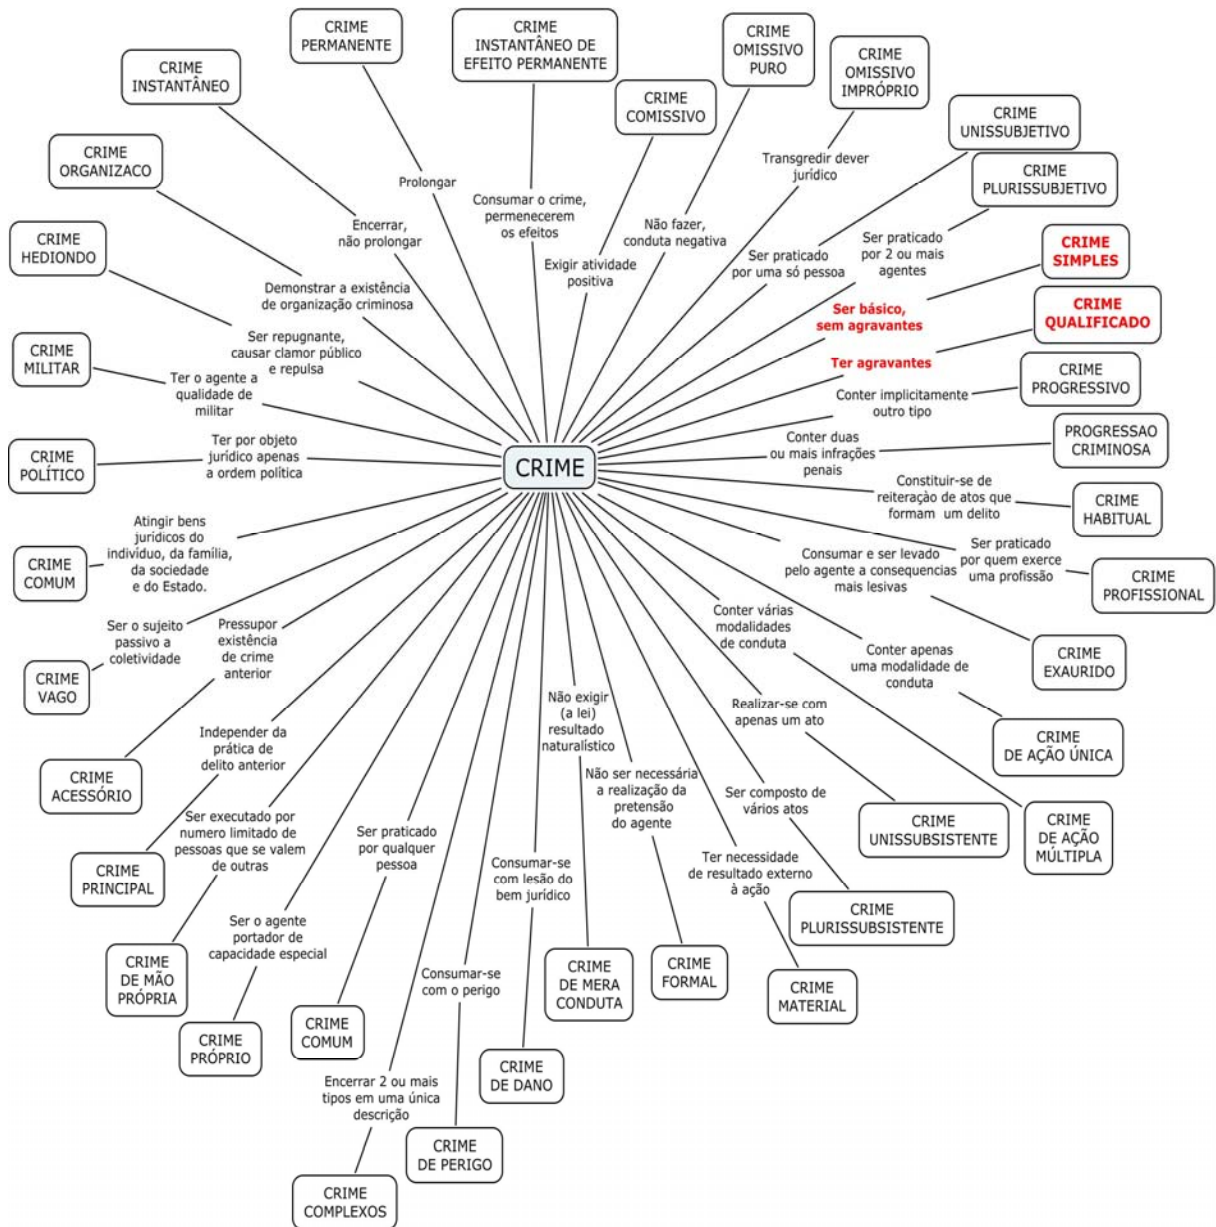 CRIME
PERMANENTE
CRIME
INSTANTÂNEO DE
EFEITO PERMANENTE
CRIME
OMISSIVO
PURO
CRIME
OMISSIVO
IMPRÓPRIO
CRIME
INSTANTÂNEO
CRIME
COMISSIVO
CRIME
UNISSUBJETIVO
CRIME
ORGANIZACO
CRIME
PLURISSUBJETIVO
Prolongar
Consumar o crime,
permenecerem
os efeitos
Transgredir dever
jurídico
Encerrar,
não prolongar
Não fazer,
conduta negativa
Exigir atividade
positiva
Ser praticado
por uma só pessoa
Ser praticado
por 2 ou mais
agentes
CRIME
SIMPLES
CRIME
HEDIONDO
Demonstrar a existência
de organização criminosa
Ser básico,
sem agravantes
CRIME
QUALIFICADO
Ser repugnante,
causar clamor público
e repulsa
Ter agravantes
CRIME
MILITAR
Ter o agente a
qualidade de
militar
Conter implicitamente
outro tipo
CRIME
PROGRESSIVO
CRIME
POLÍTICO
Ter por objeto
jurídico apenas
a ordem política
CRIME
Conter duas
ou mais infrações
penais
PROGRESSAO
CRIMINOSA
Constituir-se de
reiteraçào de atos que
formam um delito
CRIME
HABITUAL
CRIME
COMUM
Atingir bens
juridicos do
indivíduo, da família,
da sociedade
e do Estado.
Consumar e ser levado
pelo agente a consequencias
mais lesivas
Ser praticado
por quem exerce
uma profissão
CRIME
PROFISSIONAL
Ser o sujeito
passivo a
coletividade
Pressupor
existência
de crime
anterior
Conter várias
modalidades
de conduta
Conter apenas
uma modalidade de
conduta
CRIME
EXAURIDO
CRIME
VAGO
Não exigir
(a lei)
resultado
naturalístico
Realizar-se com
apenas um ato
CRIME
DE AÇÃO ÚNICA
CRIME
ACESSÓRIO
Independer da
prática de
delito anterior
Não ser necessária
a realização da
pretensão
do agente
Ser composto de
vários atos
CRIME
UNISSUBSISTENTE
CRIME
DE AÇÃO
MÚLTIPLA
CRIME
PRINCIPAL
Ser executado por
numero limitado de
pessoas que se valem
de outras
Ser praticado
por qualquer
pessoa
Consumar-se
com lesão do
bem jurídico
Ter necessidade
de resultado externo
à ação
CRIME
PLURISSUBSISTENTE
CRIME
DE MÃO
PRÓPRIA
Ser o agente
portador de
capacidade especial
Consumar-se
com o perigo
CRIME
DE MERA
CONDUTA
CRIME
FORMAL
CRIME
MATERIAL
CRIME
PRÓPRIO
CRIME
COMUM
CRIME
DE DANO
Encerrar 2 ou mais
tipos em uma única
descrição
CRIME
DE PERIGO
CRIME
COMPLEXOS